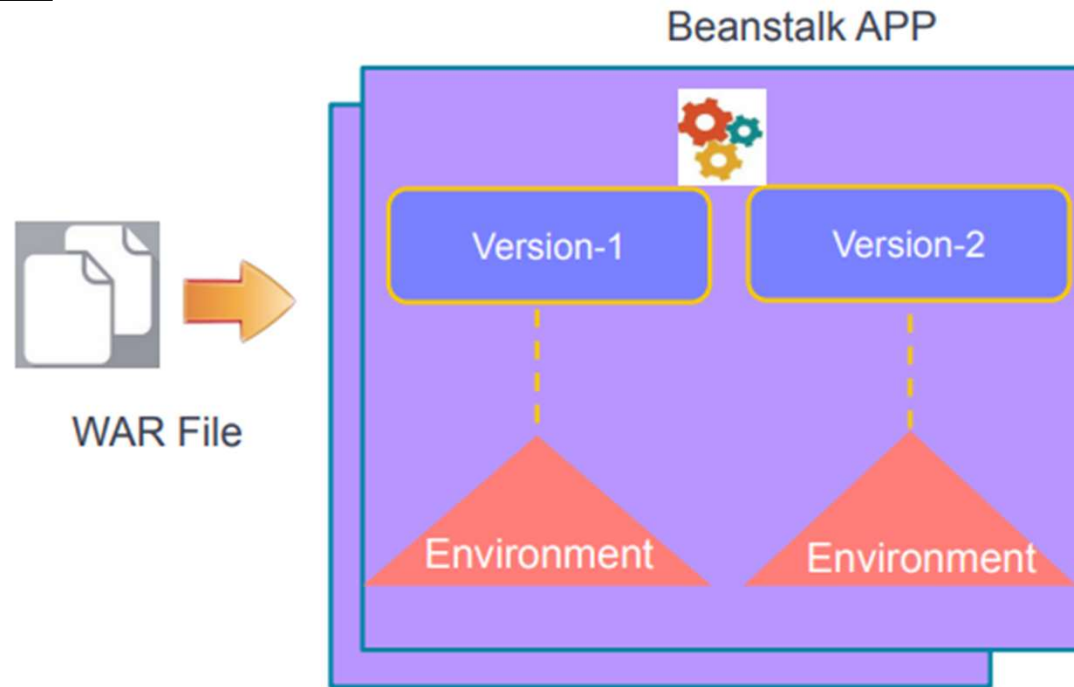 Beanstalk APP
Version-1
Version-2
WAR File
Environment
Environment